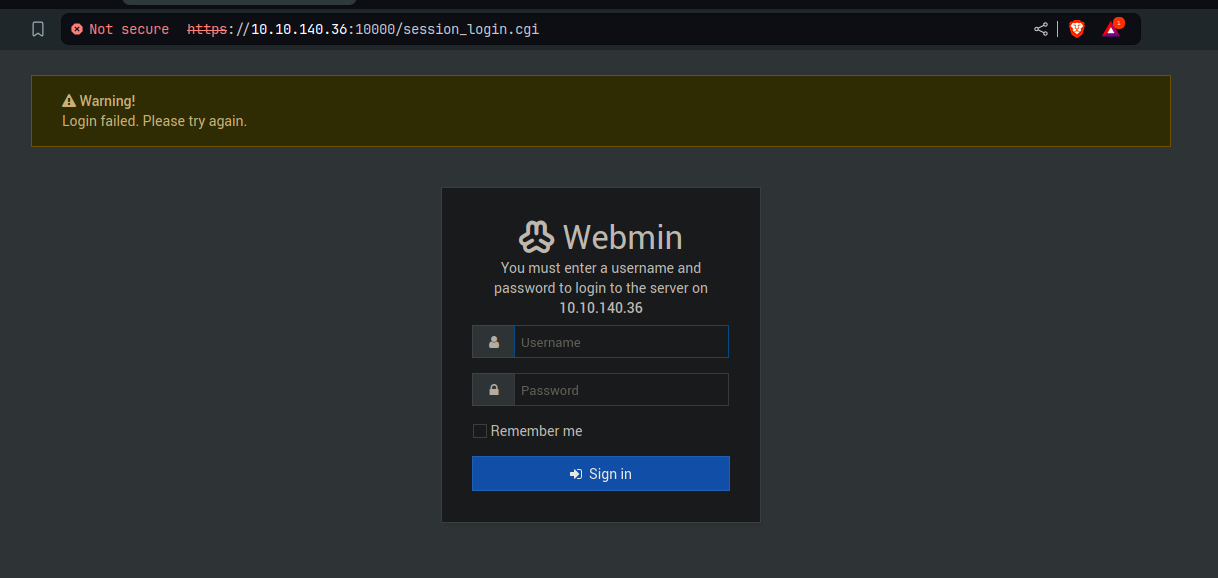 Not secure https://10.10.140.36:10000/session_login.cgi 1
Warning!
Login failed. Please try again.
Webmin
You must enter a username and
password to login to the server on
10.10.140.36
Username
Password
Remember me
Sign in